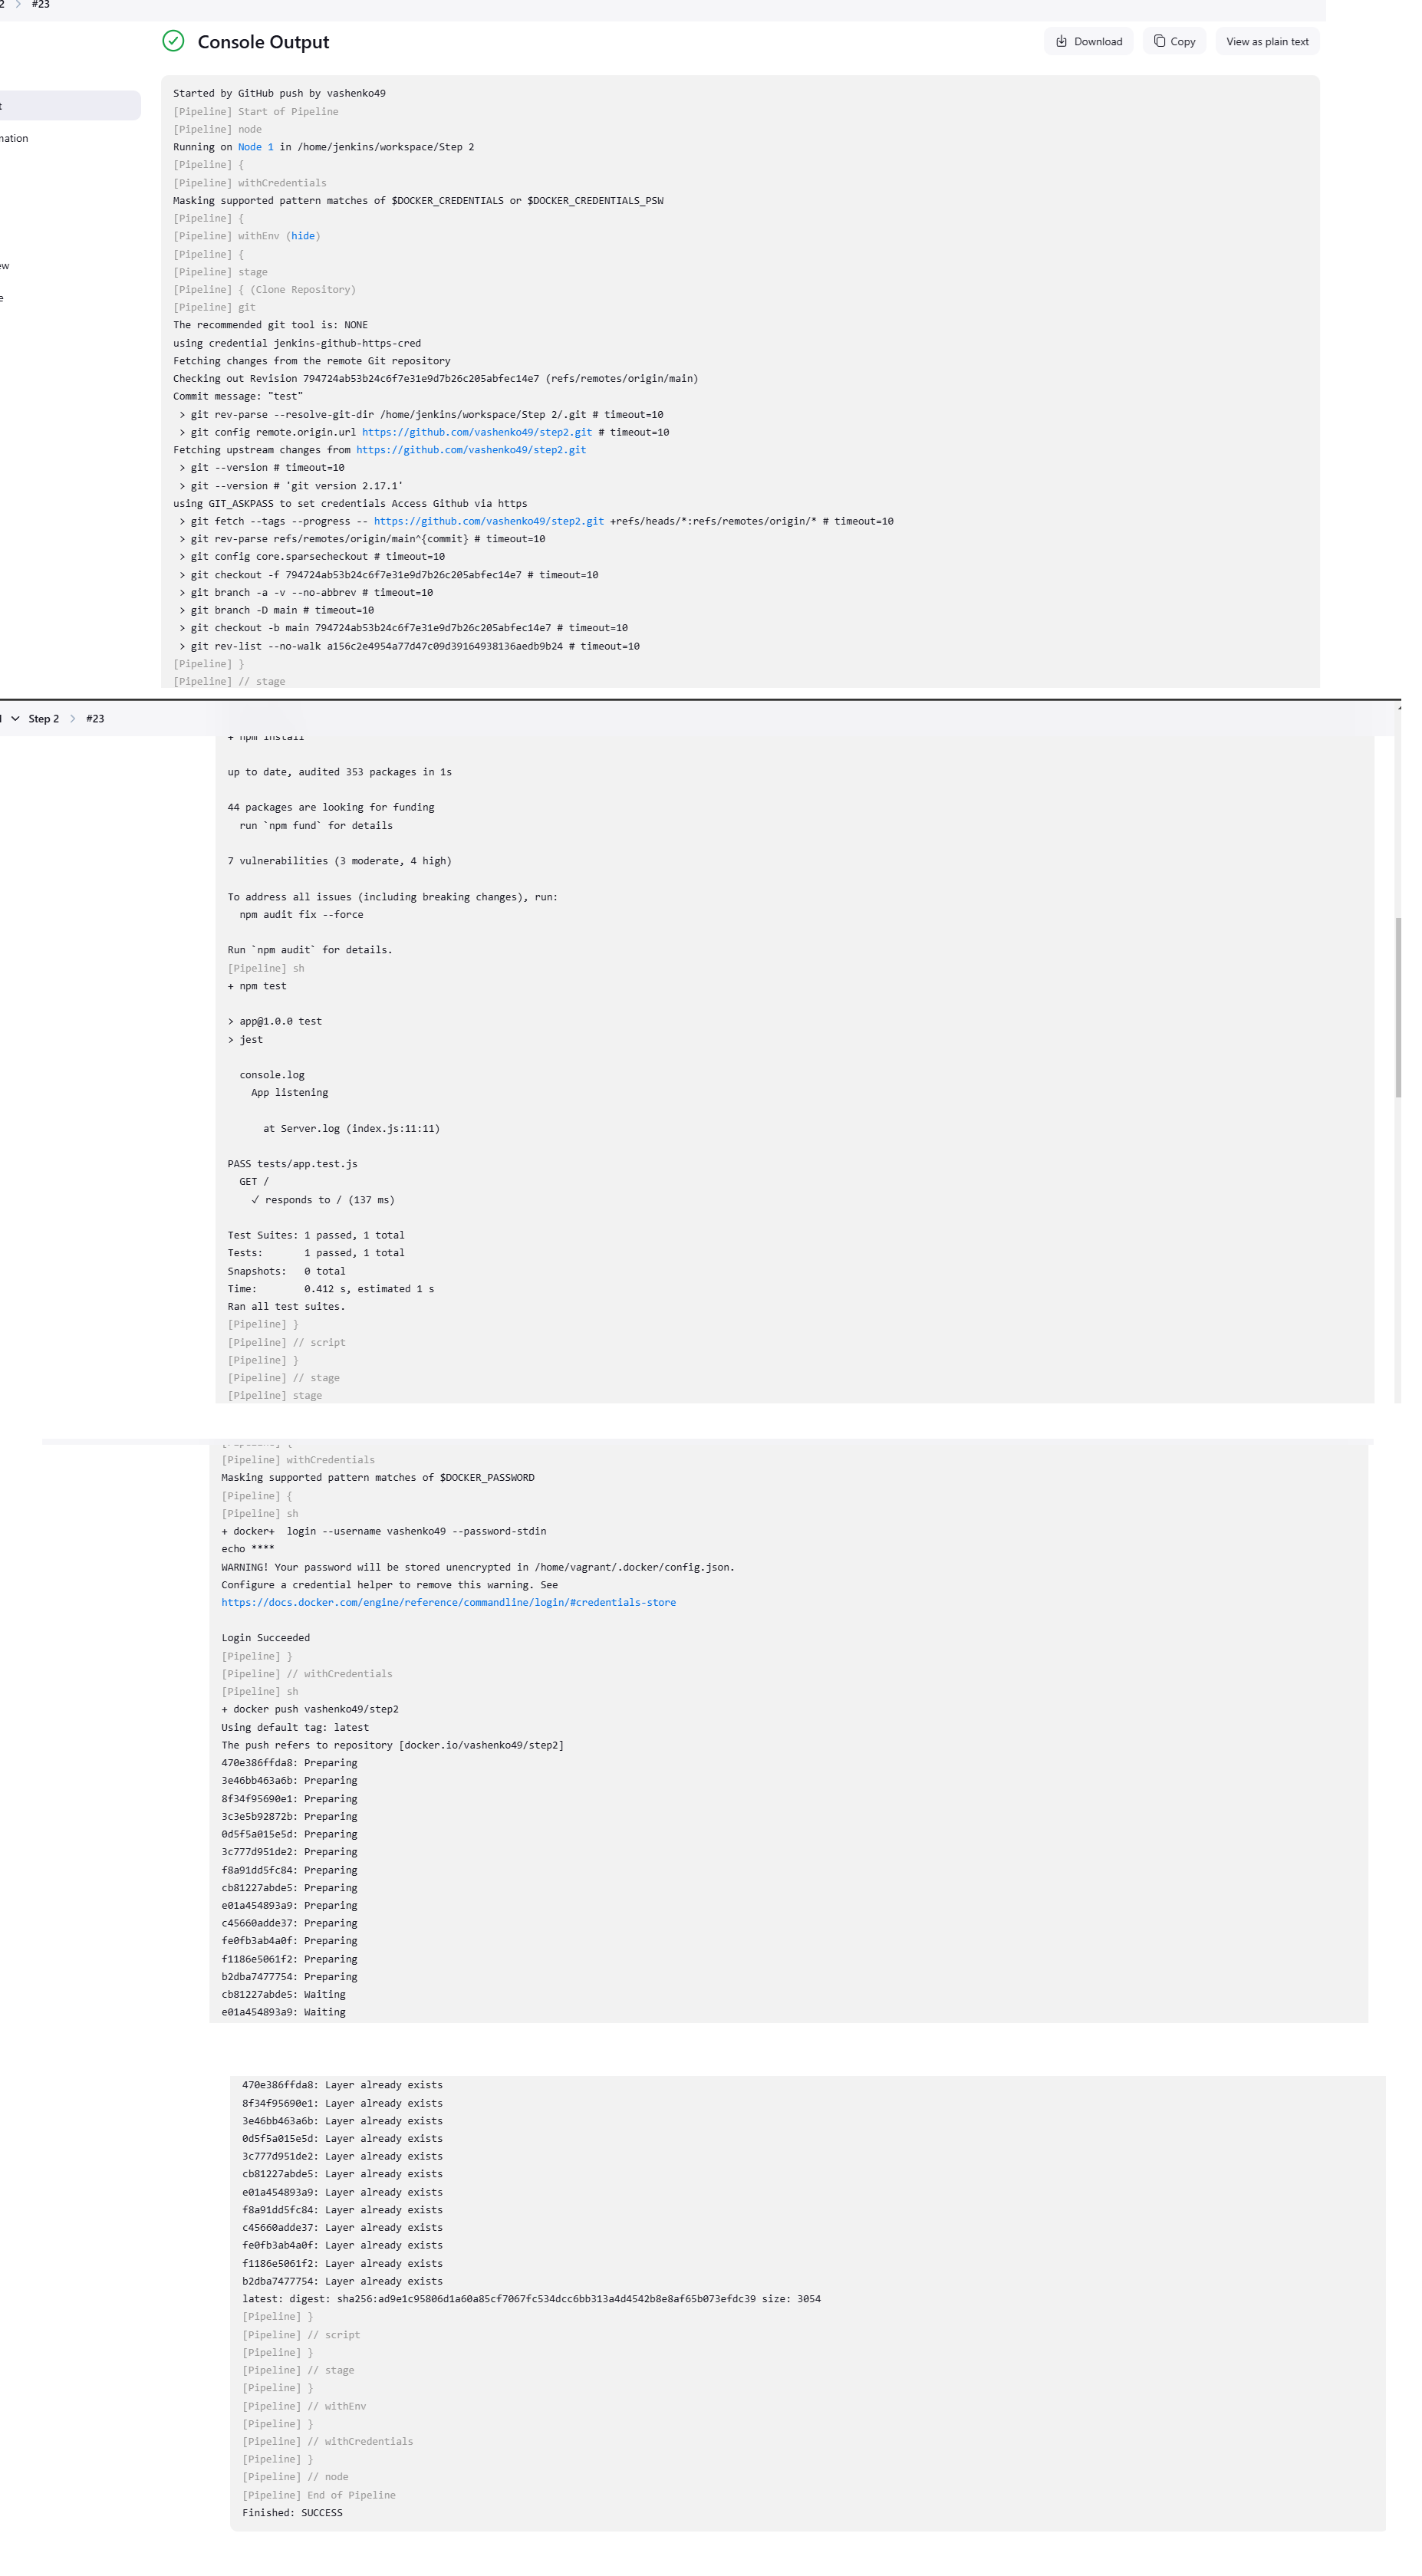 2 > #23
Console Output
Download
Copy
View as plain text
t
nation
ew
e
Started by GitHub push by vashenko49
[Pipeline] Start of Pipeline
[Pipeline] node
Running on Node 1 in /home/jenkins/workspace/Step 2
[Pipeline] {
[Pipeline] withCredentials
Masking supported pattern matches of $DOCKER_CREDENTIALS or $DOCKER_CREDENTIALS_PSW
[Pipeline] {
[Pipeline] withEnv (hide)
[Pipeline] {
[Pipeline] stage
[Pipeline] { (Clone Repository)
[Pipeline] git
The recommended git tool is: NONE
using credential jenkins-github-https-cred
Fetching changes from the remote Git repository
Checking out Revision 794724ab53b24c6f7e31e9d7b26c205abfec14e7 (refs/remotes/origin/main)
Commit message: "test"
 > git rev-parse --resolve-git-dir /home/jenkins/workspace/Step 2/.git # timeout=10
 > git config remote.origin.url https://github.com/vashenko49/step2.git # timeout=10
Fetching upstream changes from https://github.com/vashenko49/step2.git
 > git --version # timeout=10
 > git --version # 'git version 2.17.1'
using GIT_ASKPASS to set credentials Access Github via https
 > git fetch --tags --progress -- https://github.com/vashenko49/step2.git +refs/heads/*:refs/remotes/origin/* # timeout=10
 > git rev-parse refs/remotes/origin/main^{commit} # timeout=10
 > git config core.sparsecheckout # timeout=10
 > git checkout -f 794724ab53b24c6f7e31e9d7b26c205abfec14e7 # timeout=10
 > git branch -a -v --no-abbrev # timeout=10
 > git branch -D main # timeout=10
 > git checkout -b main 794724ab53b24c6f7e31e9d7b26c205abfec14e7 # timeout=10
 > git rev-list --no-walk a156c2e4954a77d47c09d39164938136aedb9b24 # timeout=10
[Pipeline] }
[Pipeline] // stage
Step 2 > #23
+ npm install
up to date, audited 353 packages in 1s
44 packages are looking for funding
  run `npm fund` for details
7 vulnerabilities (3 moderate, 4 high)
To address all issues (including breaking changes), run:
  npm audit fix --force
Run `npm audit` for details.
[Pipeline] sh
+ npm test
> app@1.0.0 test
> jest
  console.log
    App listening
      at Server.log (index.js:11:11)
PASS tests/app.test.js
  GET /
    √ responds to / (137 ms)
Test Suites: 1 passed, 1 total
Tests:       1 passed, 1 total
Snapshots:   0 total
Time:        0.412 s, estimated 1 s
Ran all test suites.
[Pipeline] }
[Pipeline] // script
[Pipeline] }
[Pipeline] // stage
[Pipeline] stage
[Pipeline] {
[Pipeline] withCredentials
Masking supported pattern matches of $DOCKER_PASSWORD
[Pipeline] {
[Pipeline] sh
+ docker+  login --username vashenko49 --password-stdin
echo ****
WARNING! Your password will be stored unencrypted in /home/vagrant/.docker/config.json.
Configure a credential helper to remove this warning. See
https://docs.docker.com/engine/reference/commandline/login/#credentials-store
Login Succeeded
[Pipeline] }
[Pipeline] // withCredentials
[Pipeline] sh
+ docker push vashenko49/step2
Using default tag: latest
The push refers to repository [docker.io/vashenko49/step2]
470e386ffda8: Preparing
3e46bb463a6b: Preparing
8f34f95690e1: Preparing
3c3e5b92872b: Preparing
0d5f5a015e5d: Preparing
3c777d951de2: Preparing
f8a91dd5fc84: Preparing
cb81227abde5: Preparing
e01a454893a9: Preparing
c45660adde37: Preparing
fe0fb3ab4a0f: Preparing
f1186e5061f2: Preparing
b2dba7477754: Preparing
cb81227abde5: Waiting
e01a454893a9: Waiting
470e386ffda8: Layer already exists
8f34f95690e1: Layer already exists
3e46bb463a6b: Layer already exists
0d5f5a015e5d: Layer already exists
3c777d951de2: Layer already exists
cb81227abde5: Layer already exists
e01a454893a9: Layer already exists
f8a91dd5fc84: Layer already exists
c45660adde37: Layer already exists
fe0fb3ab4a0f: Layer already exists
f1186e5061f2: Layer already exists
b2dba7477754: Layer already exists
latest: digest: sha256:ad9e1c95806d1a60a85cf7067fc534dcc6bb313a4d4542b8e8af65b073efdc39 size: 3054
[Pipeline] }
[Pipeline] // script
[Pipeline] }
[Pipeline] // stage
[Pipeline] }
[Pipeline] // withEnv
[Pipeline] }
[Pipeline] // withCredentials
[Pipeline] }
[Pipeline] // node
[Pipeline] End of Pipeline
Finished: SUCCESS